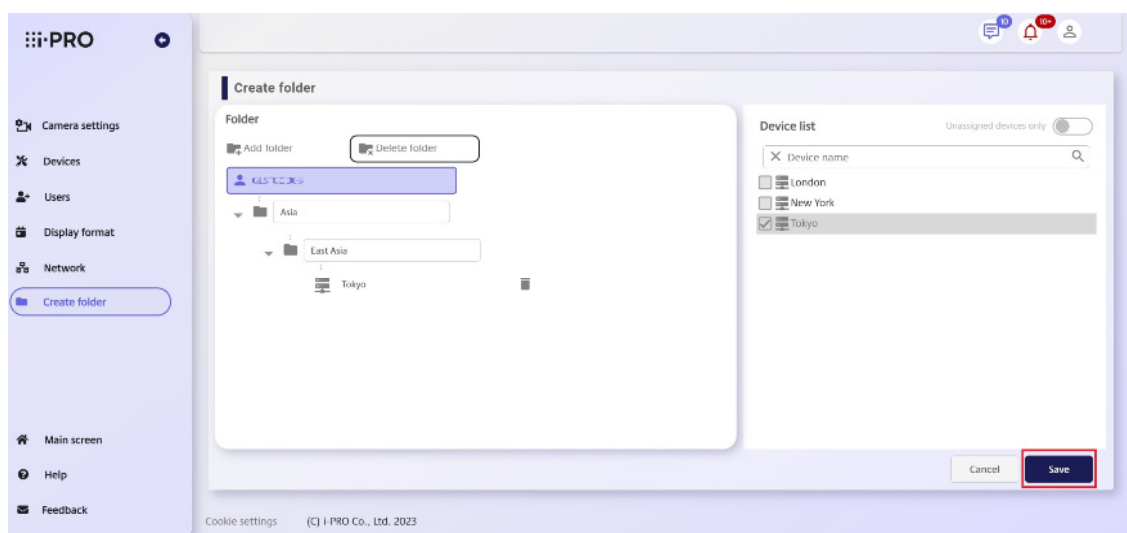 i-PRO
10
10+
Camera settings
Devices
Users
Display format
Network
Create folder
Main screen
Help
Feedback
Create folder
Folder
Add folder
Delete folder
Asia
East Asia
Tokyo
Device list
Unassigned devices only
Device name
London
New York
Tokyo
Cancel
Save
Cookie settings
(C) i-PRO Co., Ltd. 2023